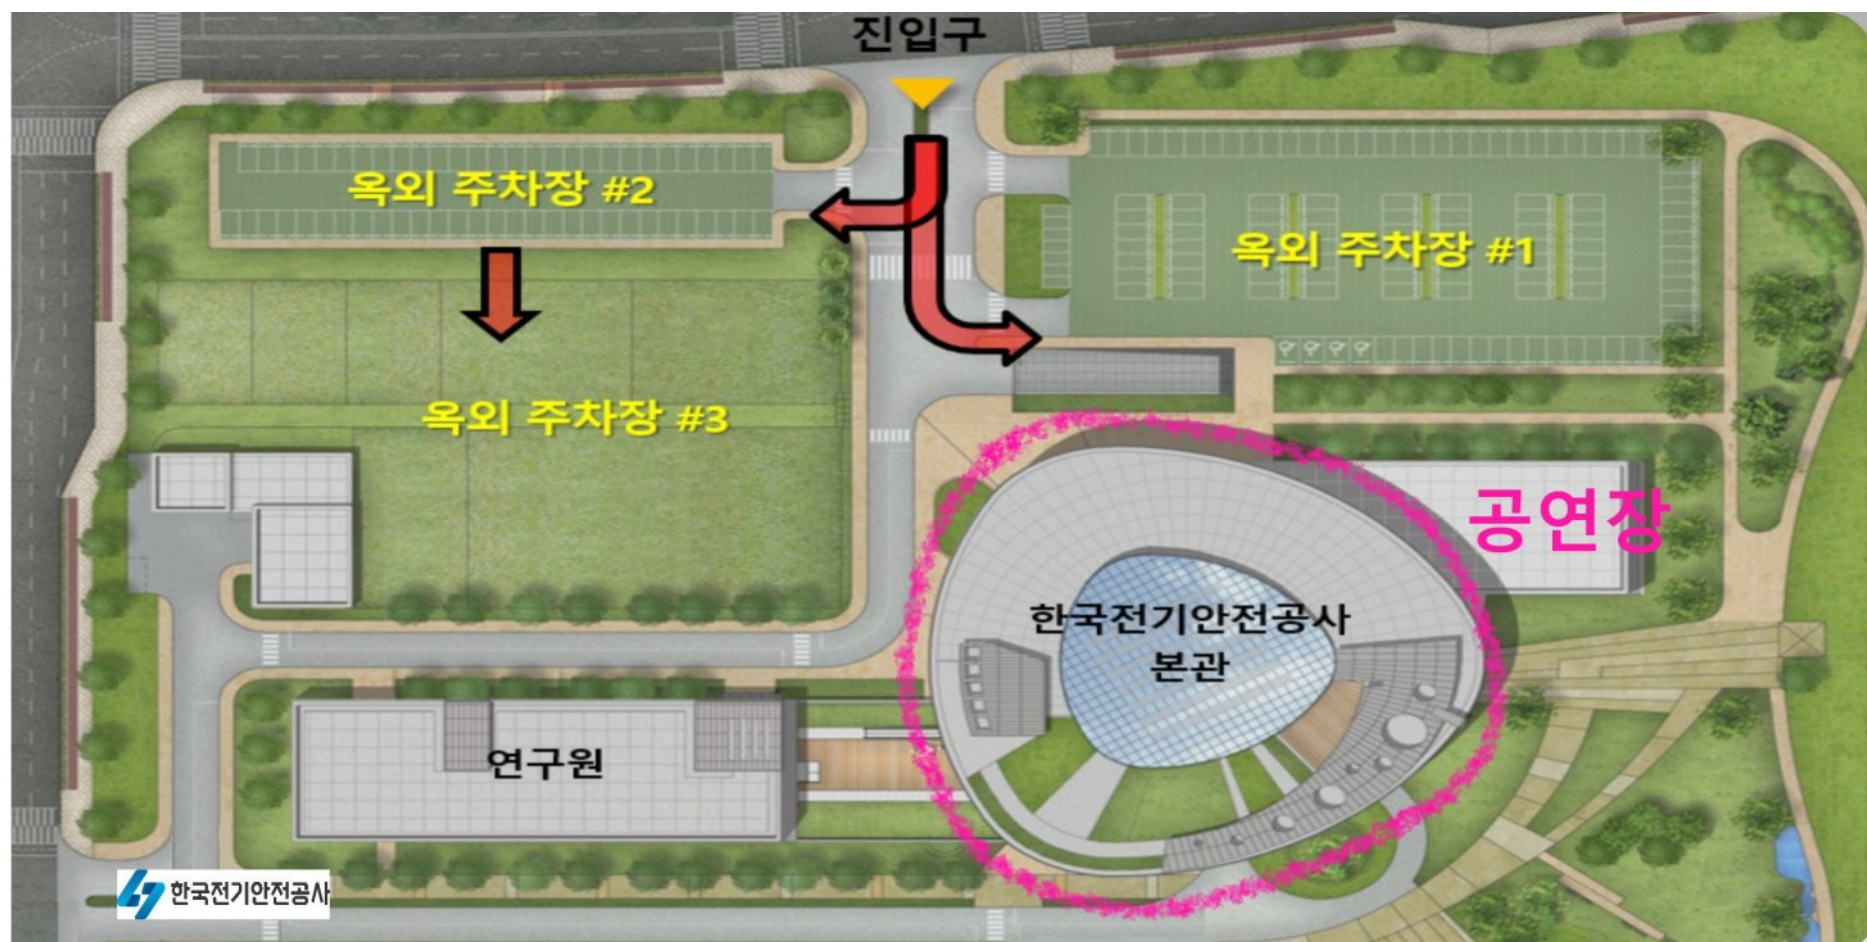 진입구
옥외 주차장 #2
옥외 주차장 #1
옥외 주차장 #3
공연장
한국전기안전공사
본관
연구원
한국전기안전공사